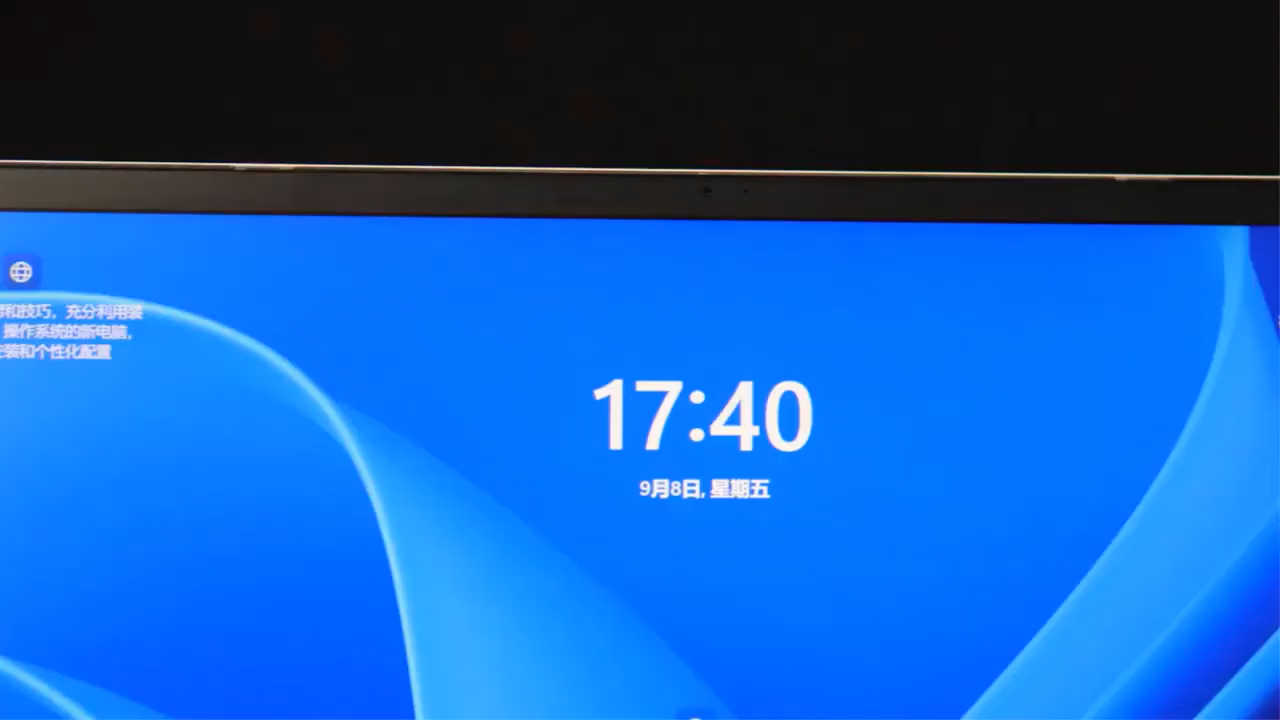 和技巧，充分利用装
操作系统的新电脑，
装和个性化配置
17:40
9月8日, 星期五